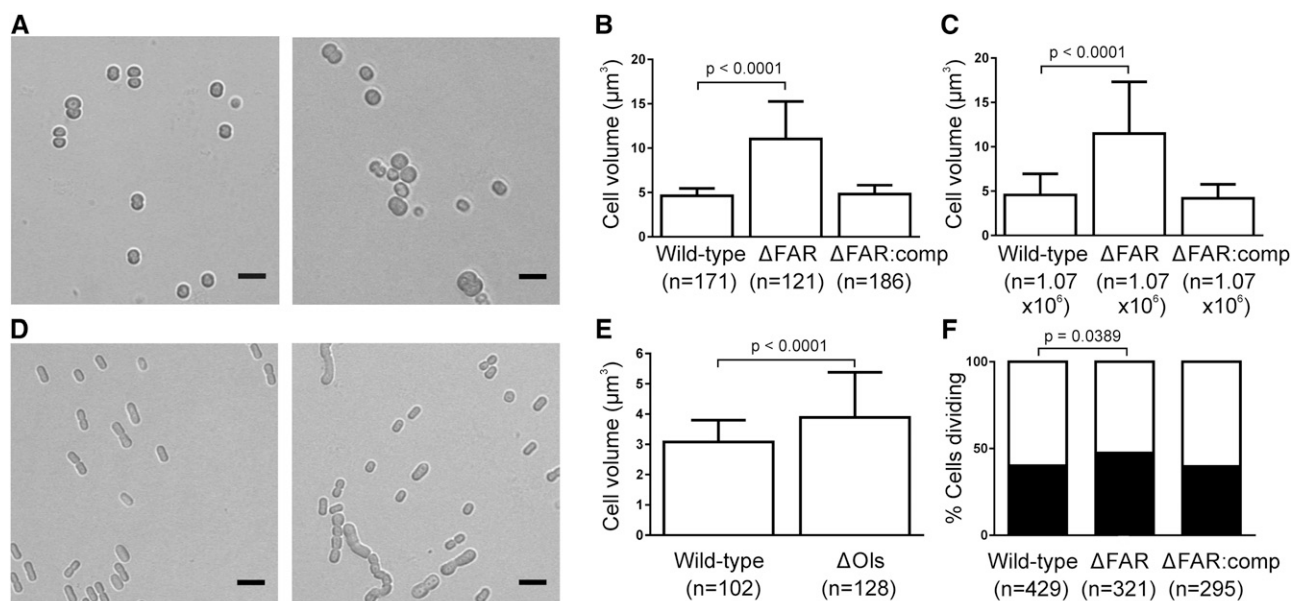 A
B
Cell volume (µm³)
20
15
10
5
0
p < 0.0001
Wild-type ΔFAR ΔFAR:comp
(n=171) (n=121) (n=186)
C
Cell volume (µm³)
20
15
10
5
0
p < 0.0001
Wild-type ΔFAR ΔFAR:comp
(n=1.07 (n=1.07 (n=1.07
x10⁶) x10⁶) x10⁶)
D
E
Cell volume (µm³)
6
5
4
3
2
1
0
p < 0.0001
Wild-type ΔOls
(n=102) (n=128)
F
% Cells dividing
100
50
0
p = 0.0389
Wild-type ΔFAR ΔFAR:comp
(n=429) (n=321) (n=295)